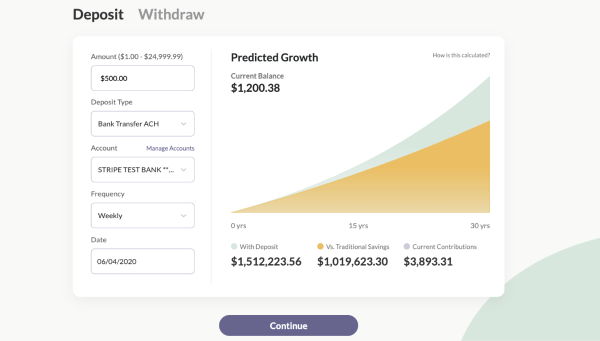 Deposit Withdraw
Amount ($1.00 - $24,999.99)
$500.00
Deposit Type
Bank Transfer ACH
Account Manage Accounts
STRIPE TEST BANK **...
Frequency
Weekly
Date
06/04/2020
Predicted Growth How is this calculated?
Current Balance
$1,200.38
0 yrs 15 yrs 30 yrs
With Deposit Vs. Traditional Savings Current Contributions
$1,512,223.56 $1,019,623.30 $3,893.31
Continue